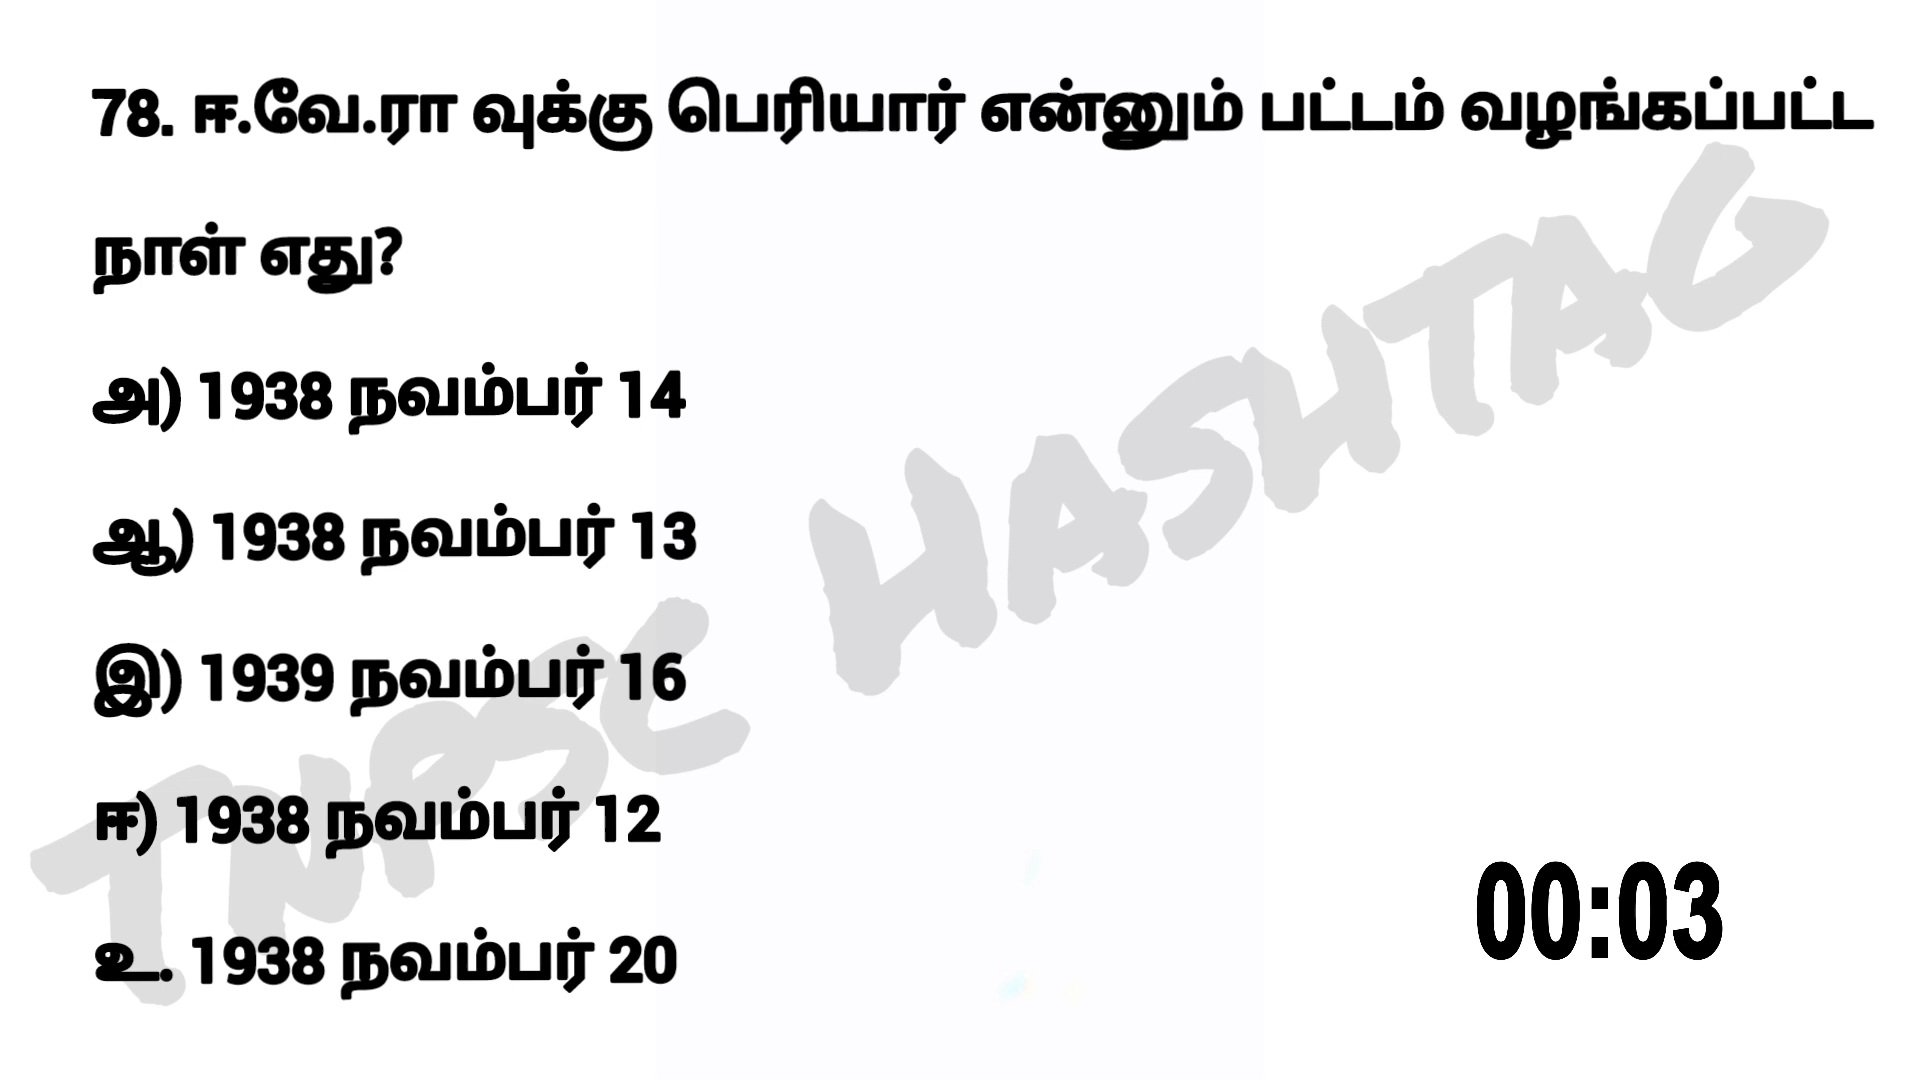 78. ஈ.வே.ரா வுக்கு பெரியார் என்னும் பட்டம் வழங்கப்பட்ட
நாள் எது?
அ) 1938 நவம்பர் 14
ஆ) 1938 நவம்பர் 13
இ) 1939 நவம்பர் 16
ஈ) 1938 நவம்பர் 12
உ. 1938 நவம்பர் 20
00:03
TNPSC HASHTAG